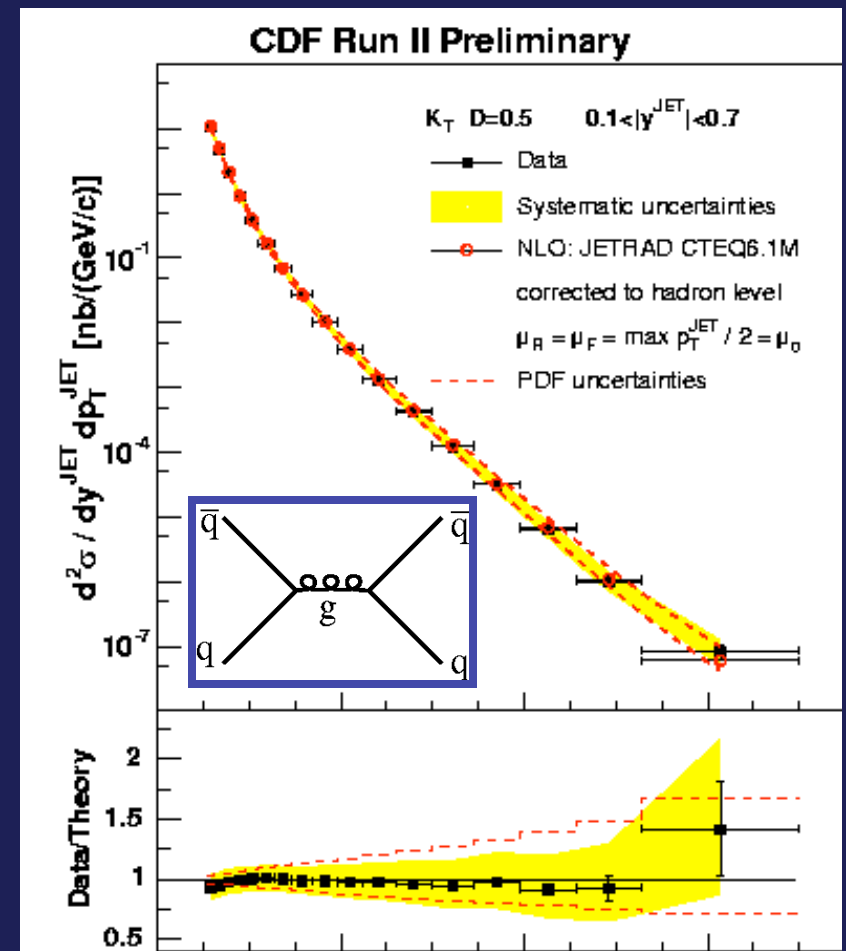 CDF Run II Preliminary
K_T D=0.5 0.1<|y^JET|<0.7
Data
Systematic uncertainties
NLO: JETRAD CTEQ6.1M
corrected to hadron level
μ_R = μ_F = max p_T^JET / 2 = μ_0
PDF uncertainties
d²σ / dy^JET dp_T^JET [nb/(GeV/c)]
10^-1
10^-4
10^-7
q̅ q̅
g
q q
Data/Theory
2
1.5
1
0.5